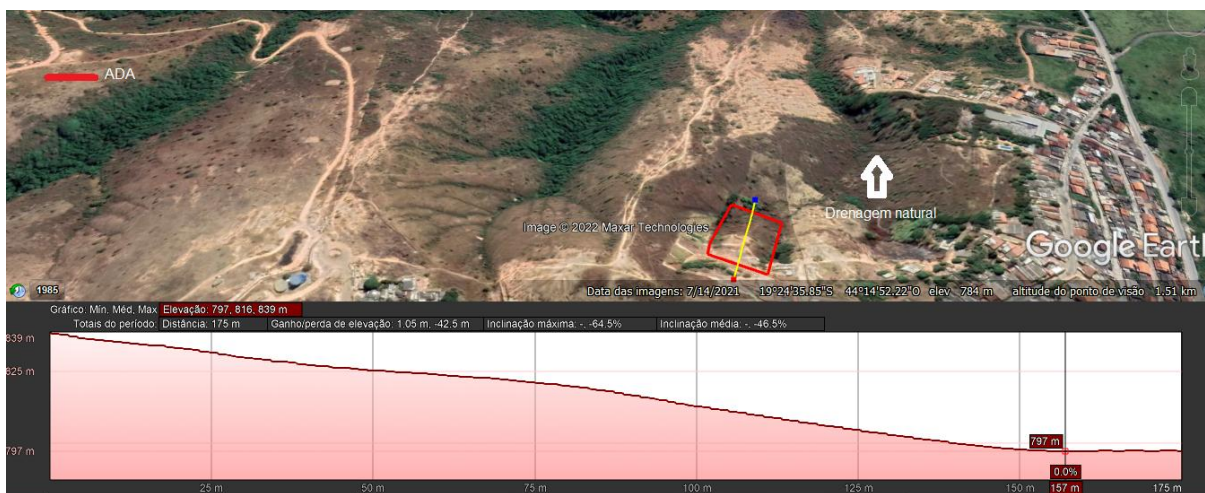 ADA
Drenagem natural
Image © 2022 Maxar Technologies
Google Earth
1985
Data das imagens: 7/14/2021 19°24'35.85"S 44°14'52.22"O elev 784 m altitude do ponto de visão 1.51 km
Gráfico: Mín, Méd, Max Elevação: 797, 816, 839 m
Totais do período: Distância: 175 m Ganho/perda de elevação: 1.05 m, -42.5 m Inclinação máxima: -, -64.5% Inclinação média: -, -46.5%
839 m
825 m
797 m
797 m
0.0%
25 m 50 m 75 m 100 m 125 m 150 m 157 m 175 m